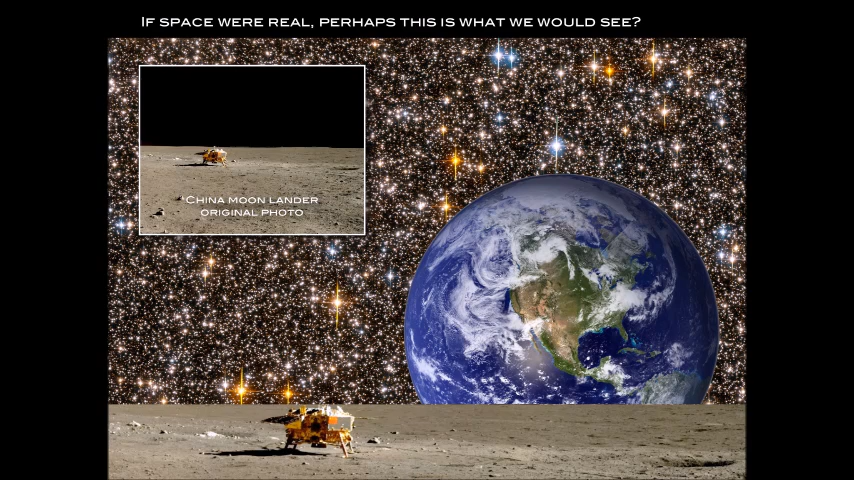 If space were real, perhaps this is what we would see?
*China moon lander
original photo